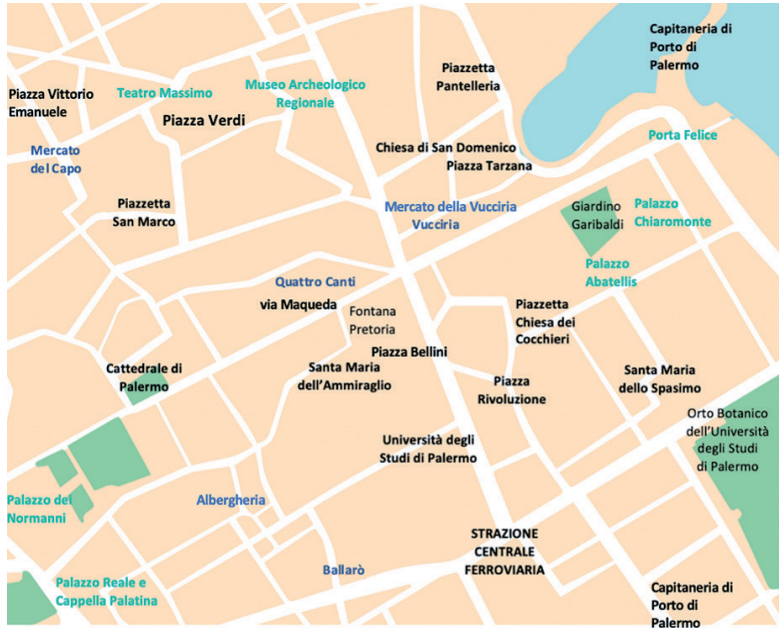 Capitaneria di
Porto di
Palermo
Piazzetta
Pantelleria
Museo Archeologico
Regionale
Teatro Massimo
Piazza Vittorio
Emanuele
Piazza Verdi
Porta Felice
Mercato
del Capo
Chiesa di San Domenico
Piazza Tarzana
Piazzetta
San Marco
Mercato della Vucciria
Vucciria
Giardino
Garibaldi
Palazzo
Chiaromonte
Palazzo
Abatellis
Quattro Canti
via Maqueda
Fontana
Pretoria
Piazzetta
Chiesa dei
Cocchieri
Piazza Bellini
Cattedrale di
Palermo
Santa Maria
dell'Ammiraglio
Piazza
Rivoluzione
Santa Maria
dello Spasimo
Orto Botanico
dell'Università
degli Studi
di Palermo
Università degli
Studi di Palermo
Palazzo dei
Normanni
Albergheria
STRAZIONE
CENTRALE
FERROVIARIA
Ballarò
Palazzo Reale e
Cappella Palatina
Capitaneria di
Porto di
Palermo